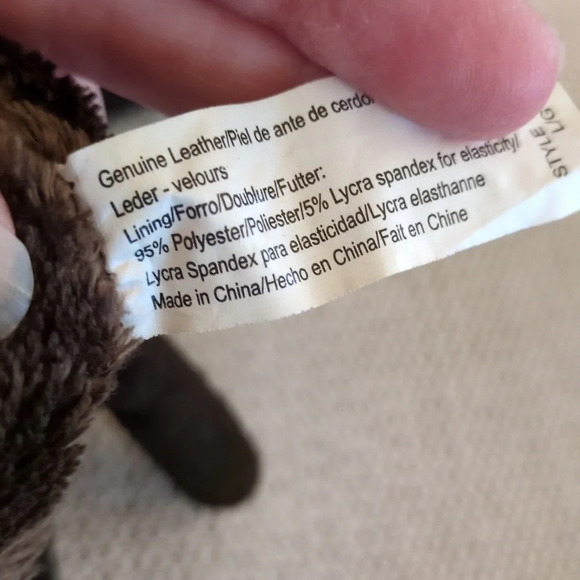 Genuine Leather/Piel de ante de cerdo
Leder - velours
Lining/Forro/Doublure/Futter:
95% Polyester/Poliester/5% Lycra spandex for elasticity/
Lycra Spandex para elasticidad/Lycra elasthanne
Made in China/Hecho en China/Fait en Chine
STYLE
L/G